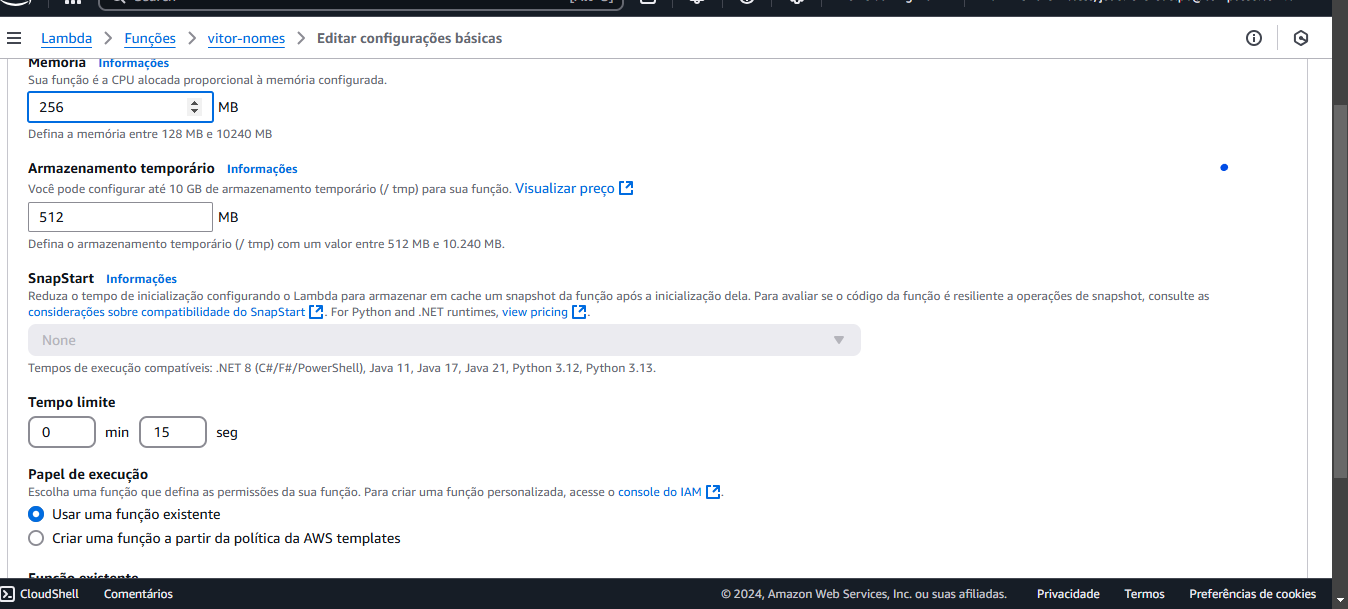 Lambda > Funções > vitor-nomes > Editar configurações básicas
Memória Informações
Sua função é a CPU alocada proporcional à memória configurada.
256 MB
Defina a memória entre 128 MB e 10240 MB
Armazenamento temporário Informações
Você pode configurar até 10 GB de armazenamento temporário (/ tmp) para sua função. Visualizar preço
512 MB
Defina o armazenamento temporário (/ tmp) com um valor entre 512 MB e 10.240 MB.
SnapStart Informações
Reduza o tempo de inicialização configurando o Lambda para armazenar em cache um snapshot da função após a inicialização dela. Para avaliar se o código da função é resiliente a operações de snapshot, consulte as
considerações sobre compatibilidade do SnapStart. For Python and .NET runtimes, view pricing.
None
Tempos de execução compatíveis: .NET 8 (C#/F#/PowerShell), Java 11, Java 17, Java 21, Python 3.12, Python 3.13.
Tempo limite
0 min 15 seg
Papel de execução
Escolha uma função que defina as permissões da sua função. Para criar uma função personalizada, acesse o console do IAM.
Usar uma função existente
Criar uma função a partir da política da AWS templates
Função existente
CloudShell Comentários © 2024, Amazon Web Services, Inc. ou suas afiliadas. Privacidade Termos Preferências de cookies